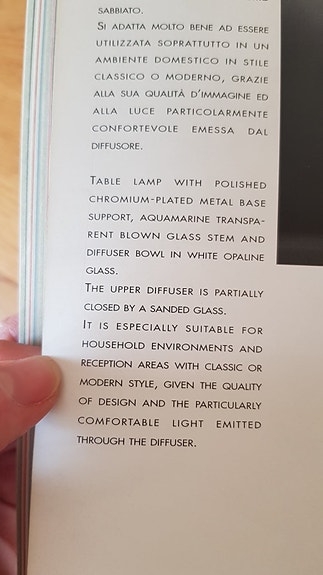 SABBIATO.
SI ADATTA MOLTO BENE AD ESSERE
UTILIZZATA SOPRATTUTTO IN UN
AMBIENTE DOMESTICO IN STILE
CLASSICO O MODERNO, GRAZIE
ALLA SUA QUALITÁ D'IMMAGINE ED
ALLA LUCE PARTICOLARMENTE
CONFORTEVOLE EMESSA DAL
DIFFUSORE.
TABLE LAMP WITH POLISHED
CHROMIUM-PLATED METAL BASE
SUPPORT, AQUAMARINE TRANSPA-
RENT BLOWN GLASS STEM AND
DIFFUSER BOWL IN WHITE OPALINE
GLASS.
THE UPPER DIFFUSER IS PARTIALLY
CLOSED BY A SANDED GLASS.
IT IS ESPECIALLY SUITABLE FOR
HOUSEHOLD ENVIRONMENTS AND
RECEPTION AREAS WITH CLASSIC OR
MODERN STYLE, GIVEN THE QUALITY
OF DESIGN AND THE PARTICULARLY
COMFORTABLE LIGHT EMITTED
THROUGH THE DIFFUSER.